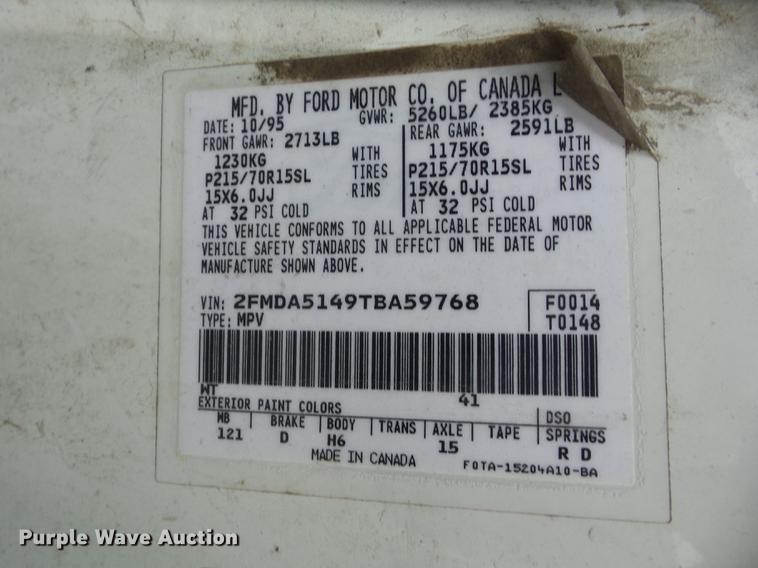 MFD. BY FORD MOTOR CO. OF CANADA L
DATE: 10/95 GVWR: 5260LB/ 2385KG
FRONT GAWR: 2713LB REAR GAWR: 2591LB
1230KG WITH 1175KG WITH
P215/70R15SL TIRES P215/70R15SL TIRES
15X6.0JJ RIMS 15X6.0JJ RIMS
AT 32 PSI COLD AT 32 PSI COLD
THIS VEHICLE CONFORMS TO ALL APPLICABLE FEDERAL MOTOR
VEHICLE SAFETY STANDARDS IN EFFECT ON THE DATE OF
MANUFACTURE SHOWN ABOVE.
VIN: 2FMDA5149TBA59768 F0014
TYPE: MPV T0148
WT 41
EXTERIOR PAINT COLORS DSO
WB BRAKE BODY TRANS AXLE TAPE SPRINGS
121 D H6 15 R D
MADE IN CANADA F0TA-15204A10-BA
Purple Wave Auction